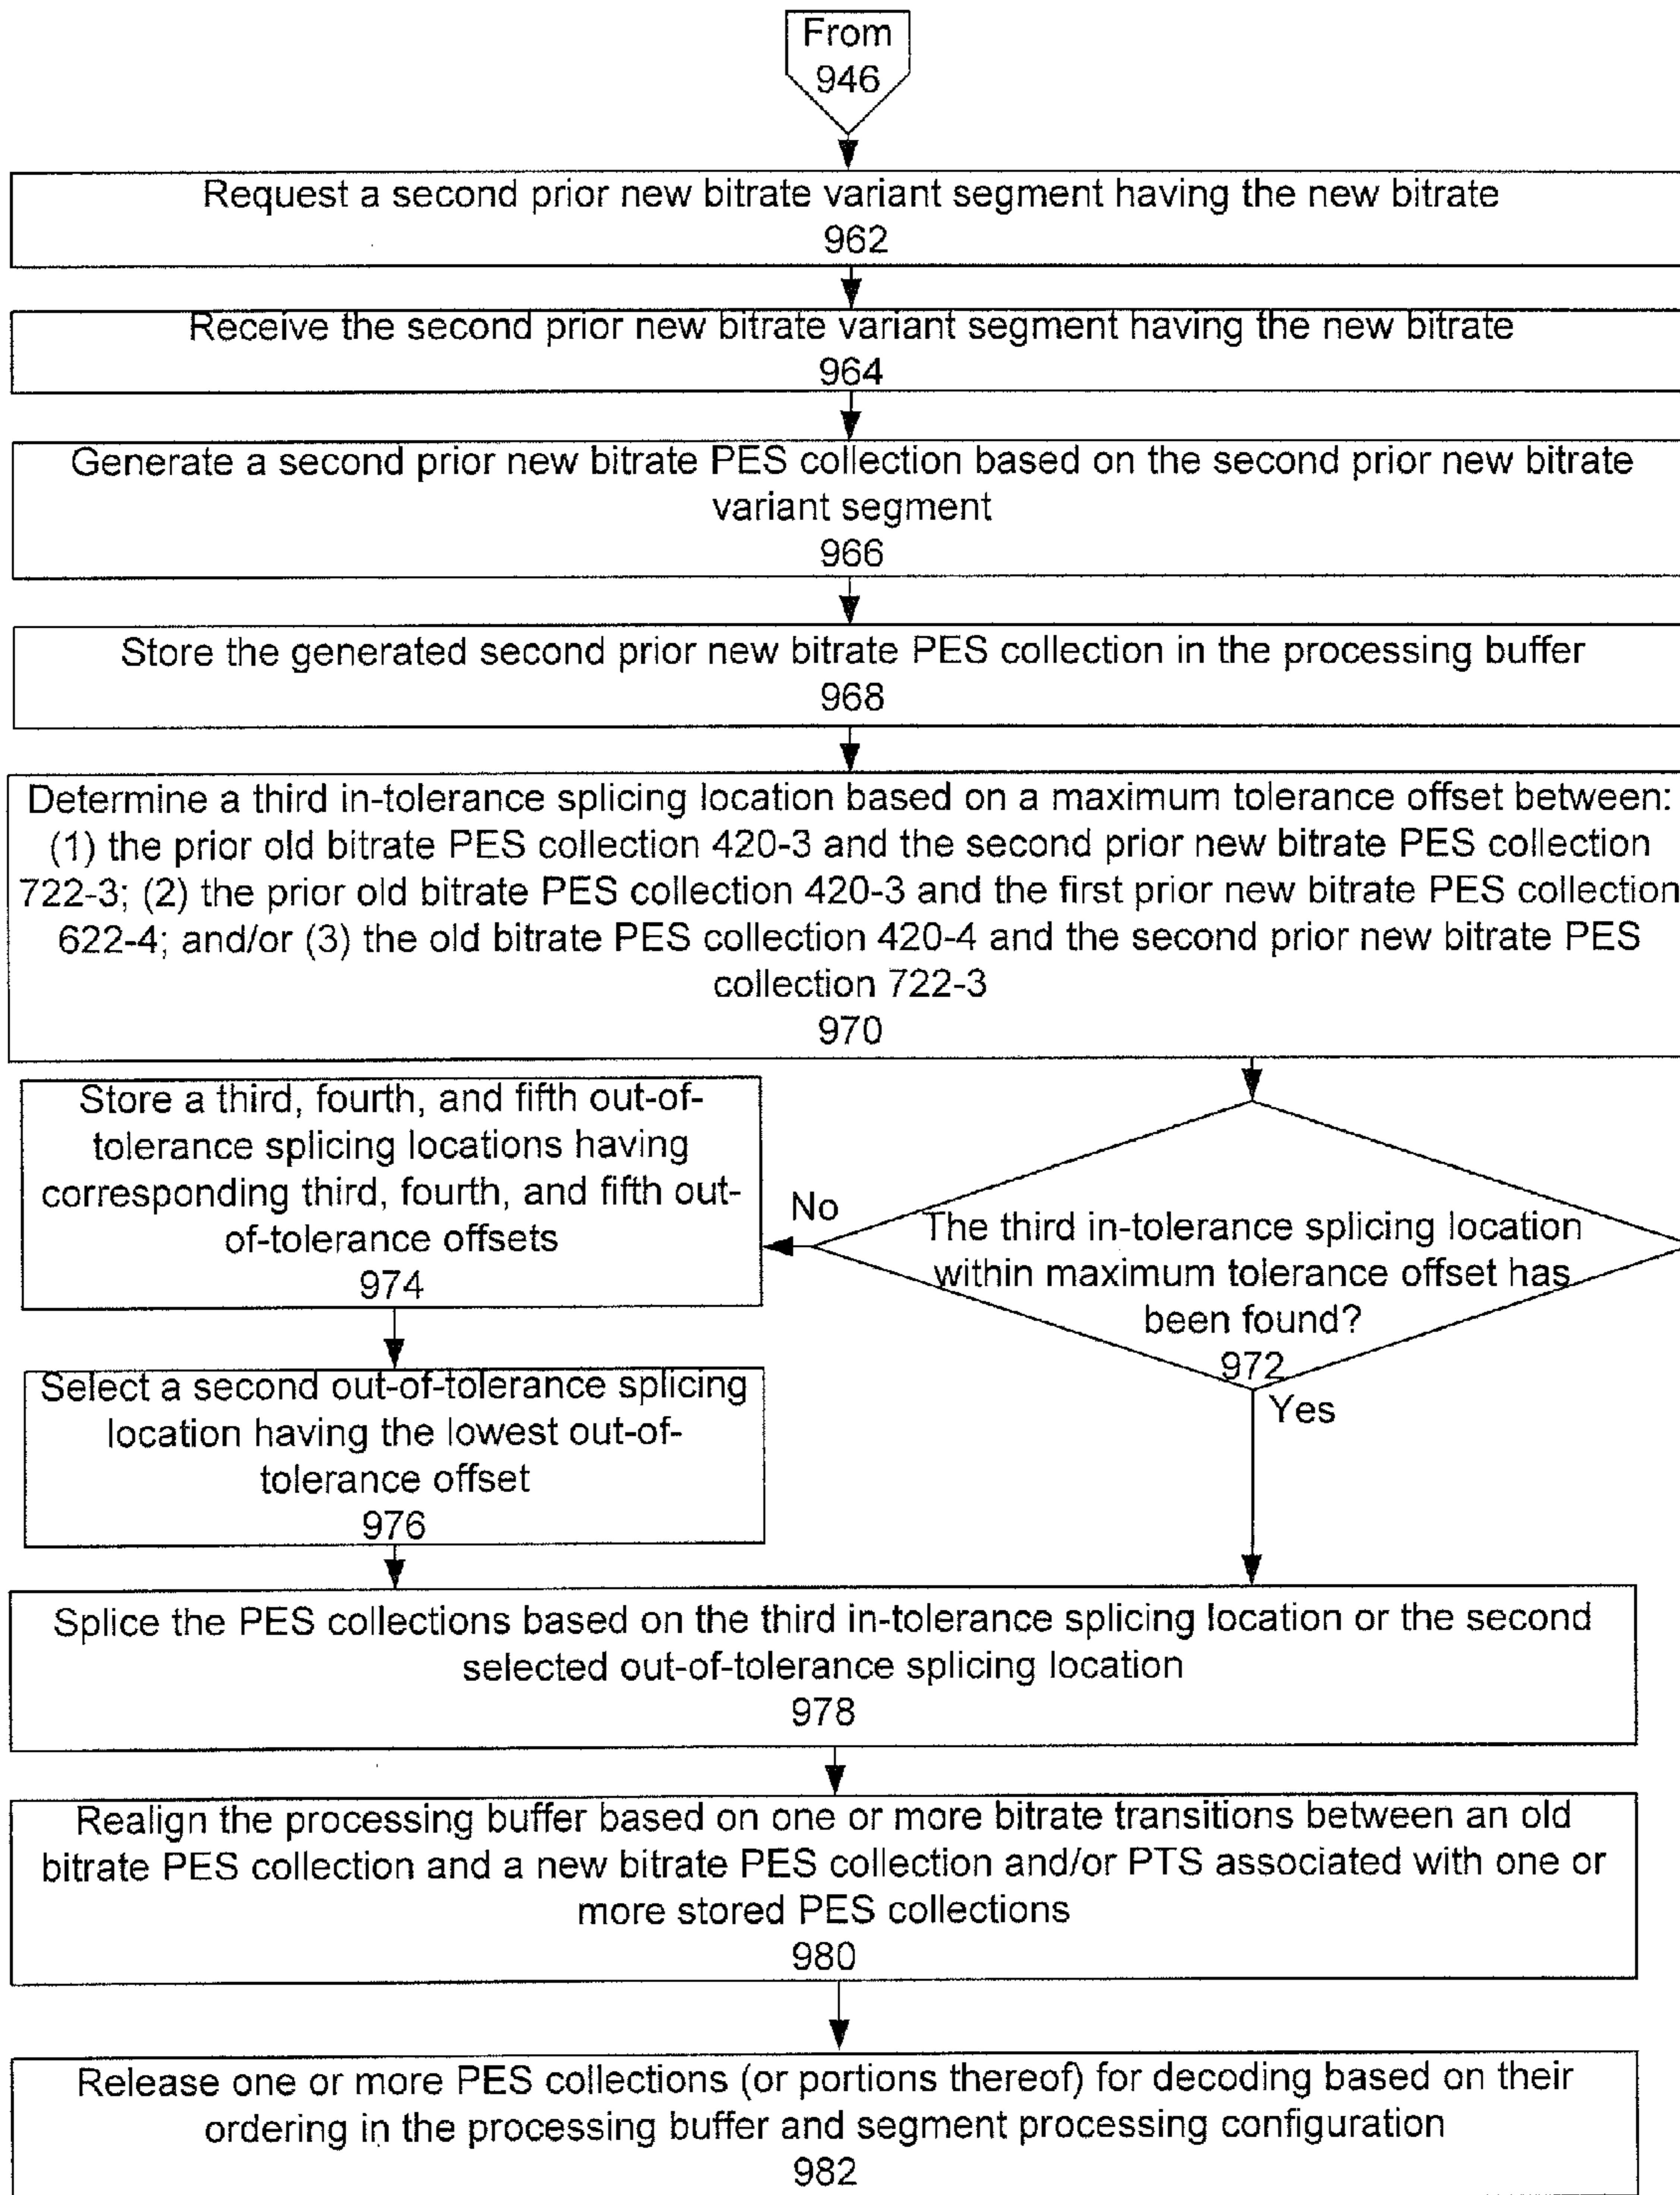 From
946
Request a second prior new bitrate variant segment having the new bitrate
962
Receive the second prior new bitrate variant segment having the new bitrate
964
Generate a second prior new bitrate PES collection based on the second prior new bitrate
variant segment
966
Store the generated second prior new bitrate PES collection in the processing buffer
968
Determine a third in-tolerance splicing location based on a maximum tolerance offset between:
(1) the prior old bitrate PES collection 420-3 and the second prior new bitrate PES collection
722-3; (2) the prior old bitrate PES collection 420-3 and the first prior new bitrate PES collection
622-4; and/or (3) the old bitrate PES collection 420-4 and the second prior new bitrate PES
collection 722-3
970
Store a third, fourth, and fifth out-of-
tolerance splicing locations having
corresponding third, fourth, and fifth out-
of-tolerance offsets
974
No
The third in-tolerance splicing location
within maximum tolerance offset has
been found?
972
Yes
Select a second out-of-tolerance splicing
location having the lowest out-of-
tolerance offset
976
Splice the PES collections based on the third in-tolerance splicing location or the second
selected out-of-tolerance splicing location
978
Realign the processing buffer based on one or more bitrate transitions between an old
bitrate PES collection and a new bitrate PES collection and/or PTS associated with one or
more stored PES collections
980
Release one or more PES collections (or portions thereof) for decoding based on their
ordering in the processing buffer and segment processing configuration
982